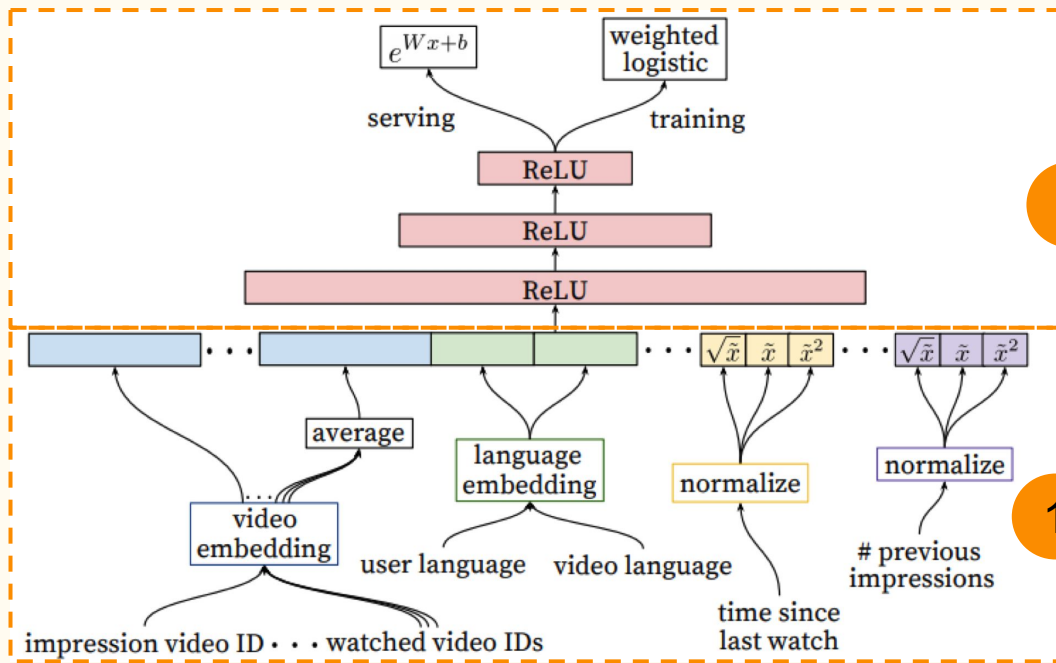 e^{Wx+b}
weighted
logistic
serving
training
ReLU
ReLU
ReLU
√x̃ x̃ x̃²
√x̃ x̃ x̃²
average
language
embedding
normalize
normalize
video
embedding
user language
video language
# previous
impressions
time since
last watch
impression video ID · · · watched video IDs
1